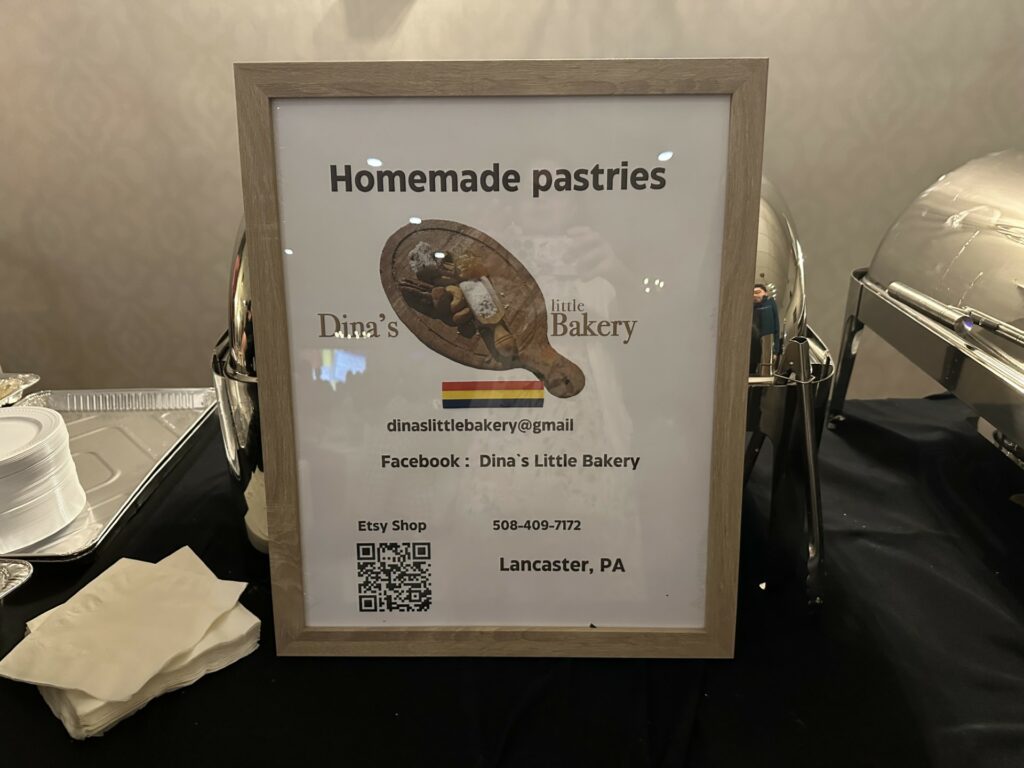 Homemade pastries
Dina's little Bakery
dinaslittlebakery@gmail
Facebook : Dina`s Little Bakery
Etsy Shop
508-409-7172
Lancaster, PA